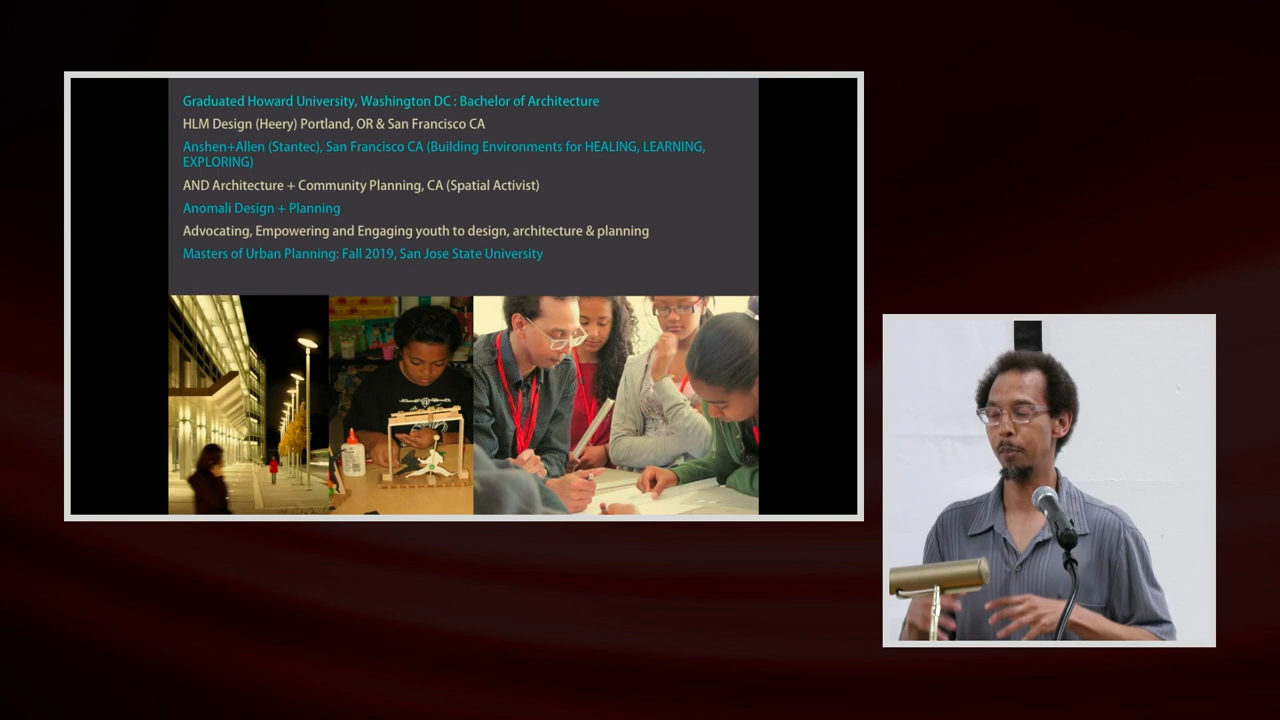 Graduated Howard University, Washington DC : Bachelor of Architecture
HLM Design (Heery) Portland, OR & San Francisco CA
Anshen+Allen (Stantec), San Francisco CA (Building Environments for HEALING, LEARNING,
EXPLORING)
AND Architecture + Community Planning, CA (Spatial Activist)
Anomali Design + Planning
Advocating, Empowering and Engaging youth to design, architecture & planning
Masters of Urban Planning: Fall 2019, San Jose State University